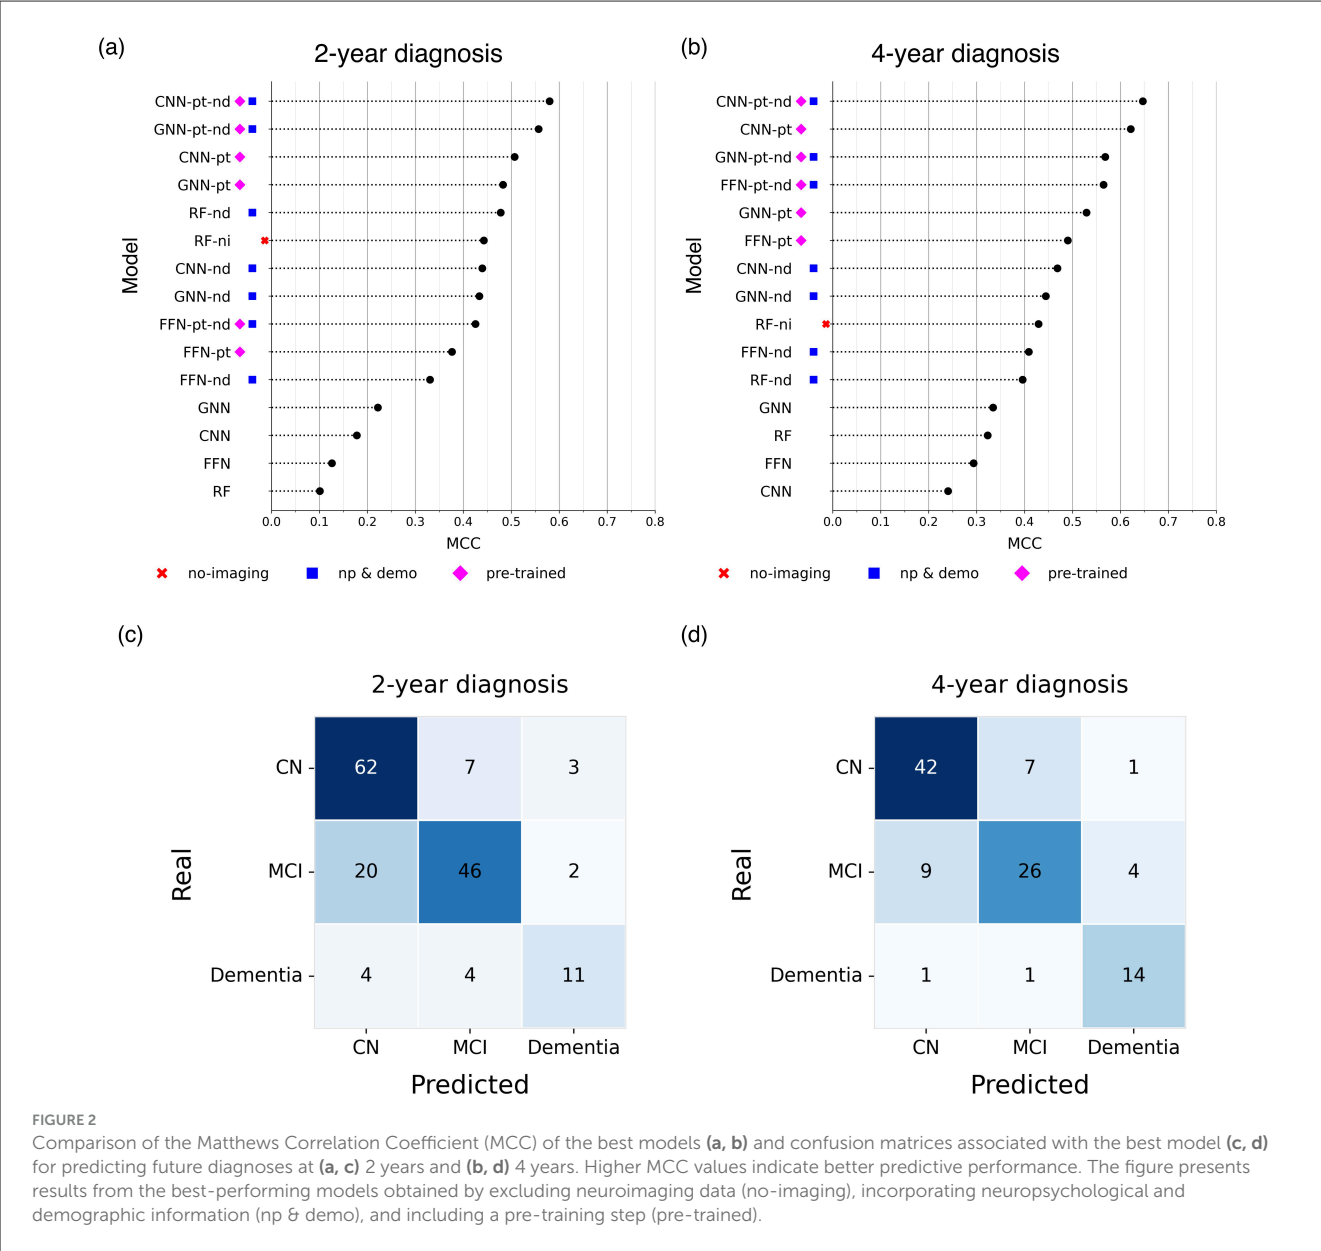 (a)
2-year diagnosis
CNN-pt-nd
GNN-pt-nd
CNN-pt
GNN-pt
RF-nd
RF-ni
CNN-nd
GNN-nd
FFN-pt-nd
FFN-pt
FFN-nd
GNN
CNN
FFN
RF
Model
0.0 0.1 0.2 0.3 0.4 0.5 0.6 0.7 0.8
MCC
no-imaging np & demo pre-trained
(b)
4-year diagnosis
CNN-pt-nd
CNN-pt
GNN-pt-nd
FFN-pt-nd
GNN-pt
FFN-pt
CNN-nd
GNN-nd
RF-ni
FFN-nd
RF-nd
GNN
RF
FFN
CNN
Model
0.0 0.1 0.2 0.3 0.4 0.5 0.6 0.7 0.8
MCC
no-imaging np & demo pre-trained
(c)
2-year diagnosis
CN 62 7 3
MCI 20 46 2
Dementia 4 4 11
Real
CN MCI Dementia
Predicted
(d)
4-year diagnosis
CN 42 7 1
MCI 9 26 4
Dementia 1 1 14
Real
CN MCI Dementia
Predicted
FIGURE 2
Comparison of the Matthews Correlation Coefficient (MCC) of the best models (a, b) and confusion matrices associated with the best model (c, d)
for predicting future diagnoses at (a, c) 2 years and (b, d) 4 years. Higher MCC values indicate better predictive performance. The figure presents
results from the best-performing models obtained by excluding neuroimaging data (no-imaging), incorporating neuropsychological and
demographic information (np & demo), and including a pre-training step (pre-trained).